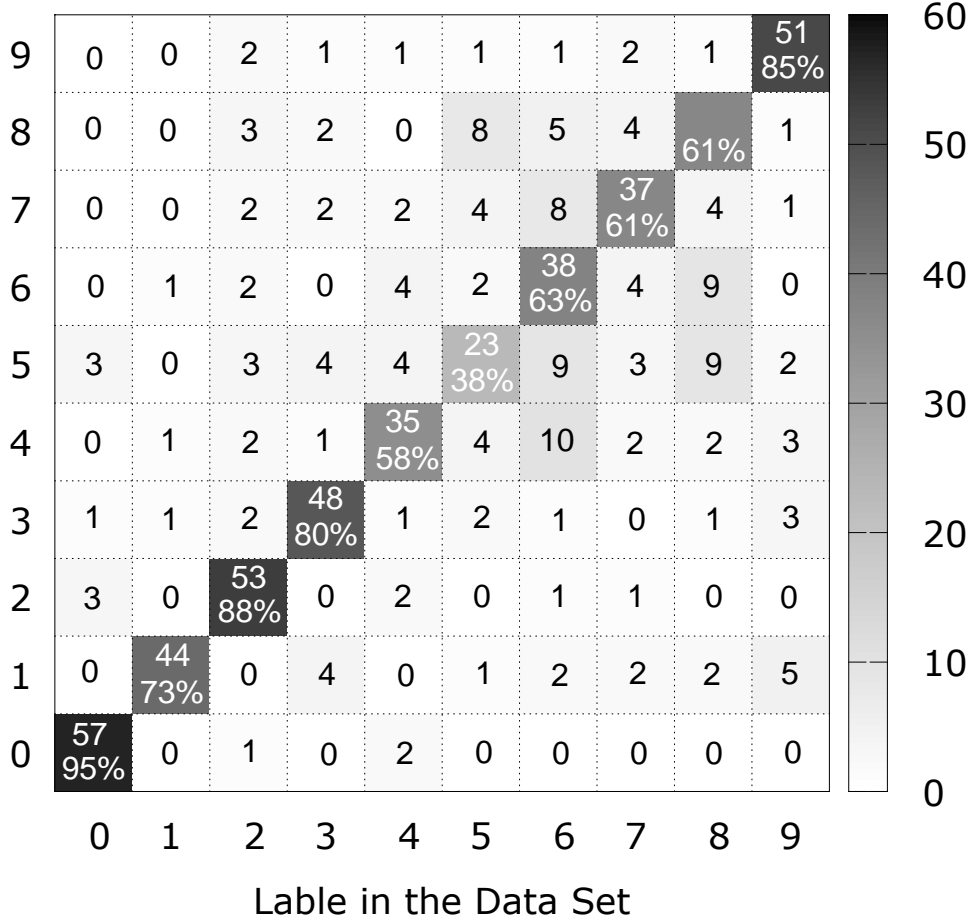 60
9 0 0 2 1 1 1 1 2 1 51
85%
50
8 0 0 3 2 0 8 5 4 61% 1
7 0 0 2 2 2 4 8 37 4 1
61%
40
6 0 1 2 0 4 2 38 4 9 0
63%
5 3 0 3 4 4 23 9 3 9 2
38%
30
4 0 1 2 1 35 4 10 2 2 3
58%
3 1 1 2 48 1 2 1 0 1 3
80%
20
2 3 0 53 0 2 0 1 1 0 0
88%
10
1 0 44 0 4 0 1 2 2 2 5
73%
0 57 0 1 0 2 0 0 0 0 0
95%
0
0 1 2 3 4 5 6 7 8 9
Lable in the Data Set